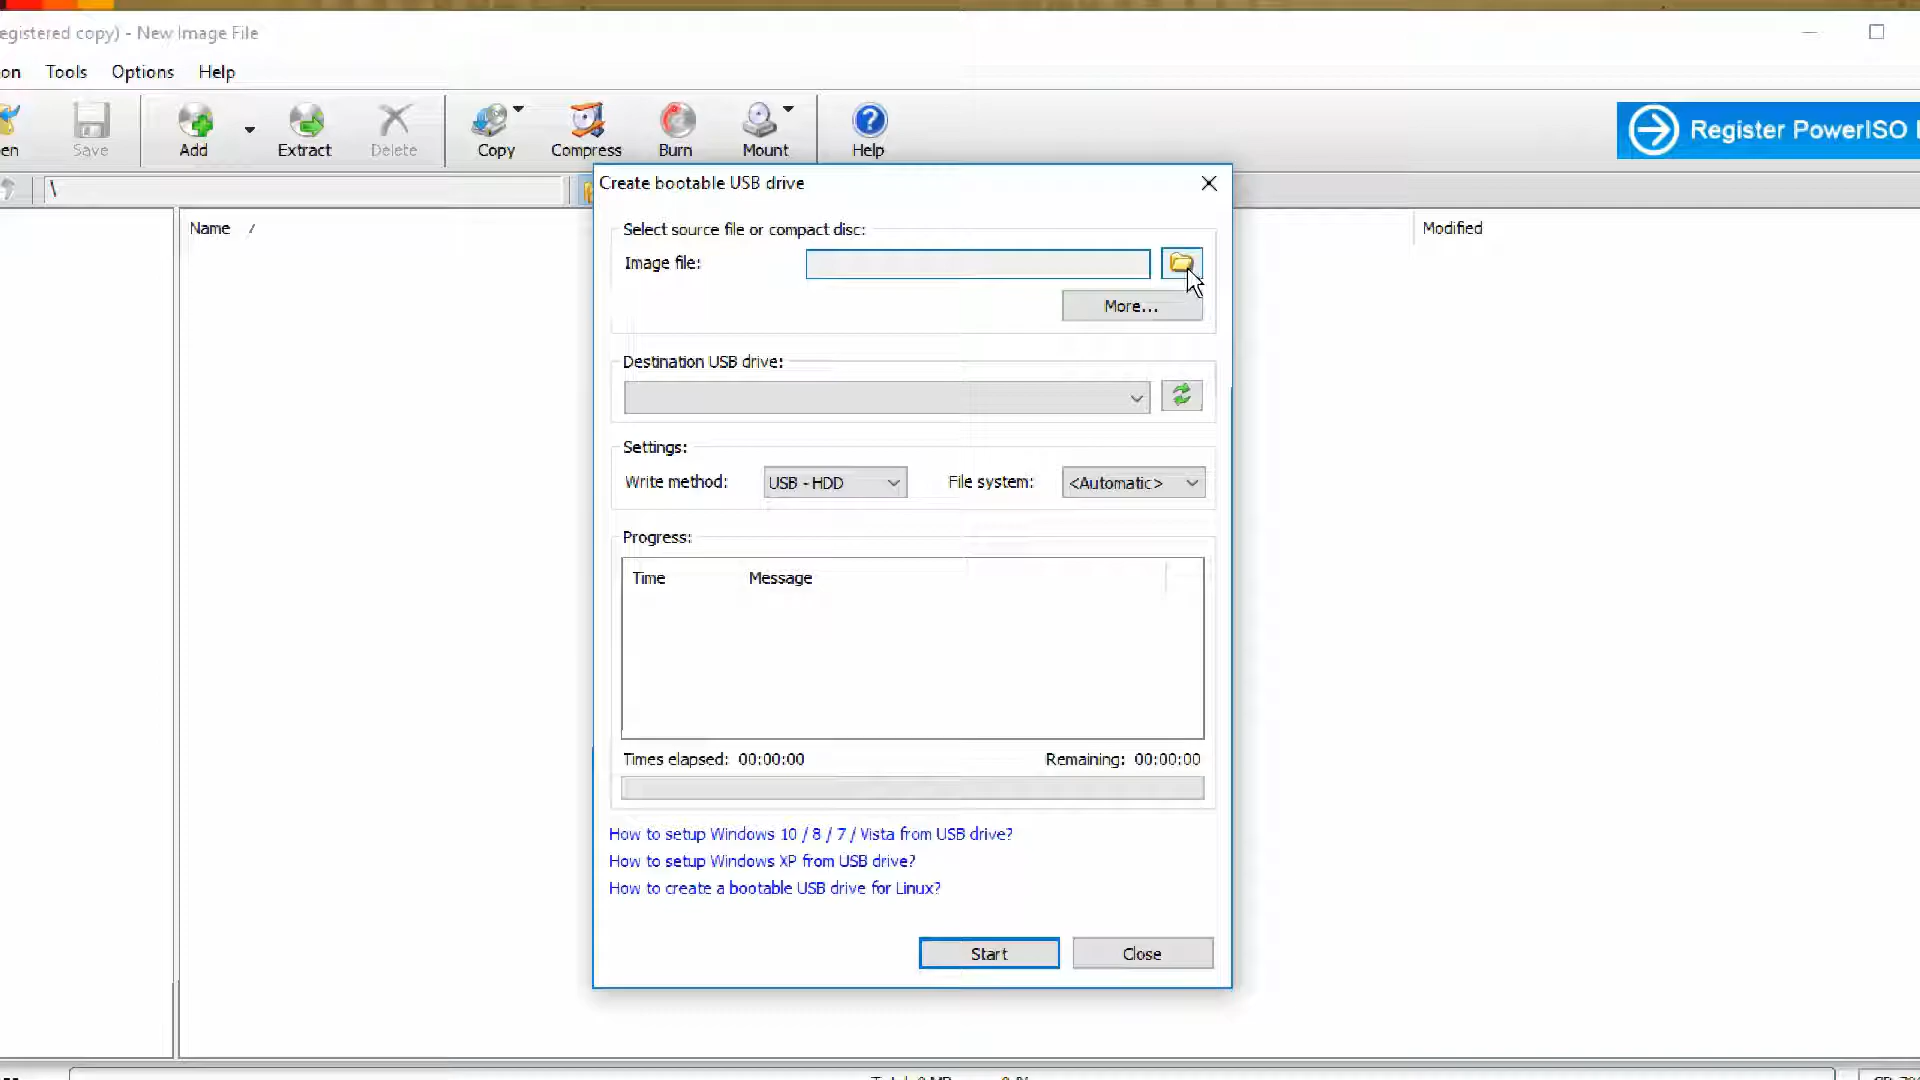 egistered copy) - New Image File
on Tools Options Help
en Save Add Extract Delete Copy Compress Burn Mount Help
Register PowerISO
\
Create bootable USB drive
Name / Modified
Select source file or compact disc:
Image file:
More...
Destination USB drive:
Settings:
Write method: USB - HDD File system: <Automatic>
Progress:
Time Message
Times elapsed: 00:00:00 Remaining: 00:00:00
How to setup Windows 10 / 8 / 7 / Vista from USB drive?
How to setup Windows XP from USB drive?
How to create a bootable USB drive for Linux?
Start Close